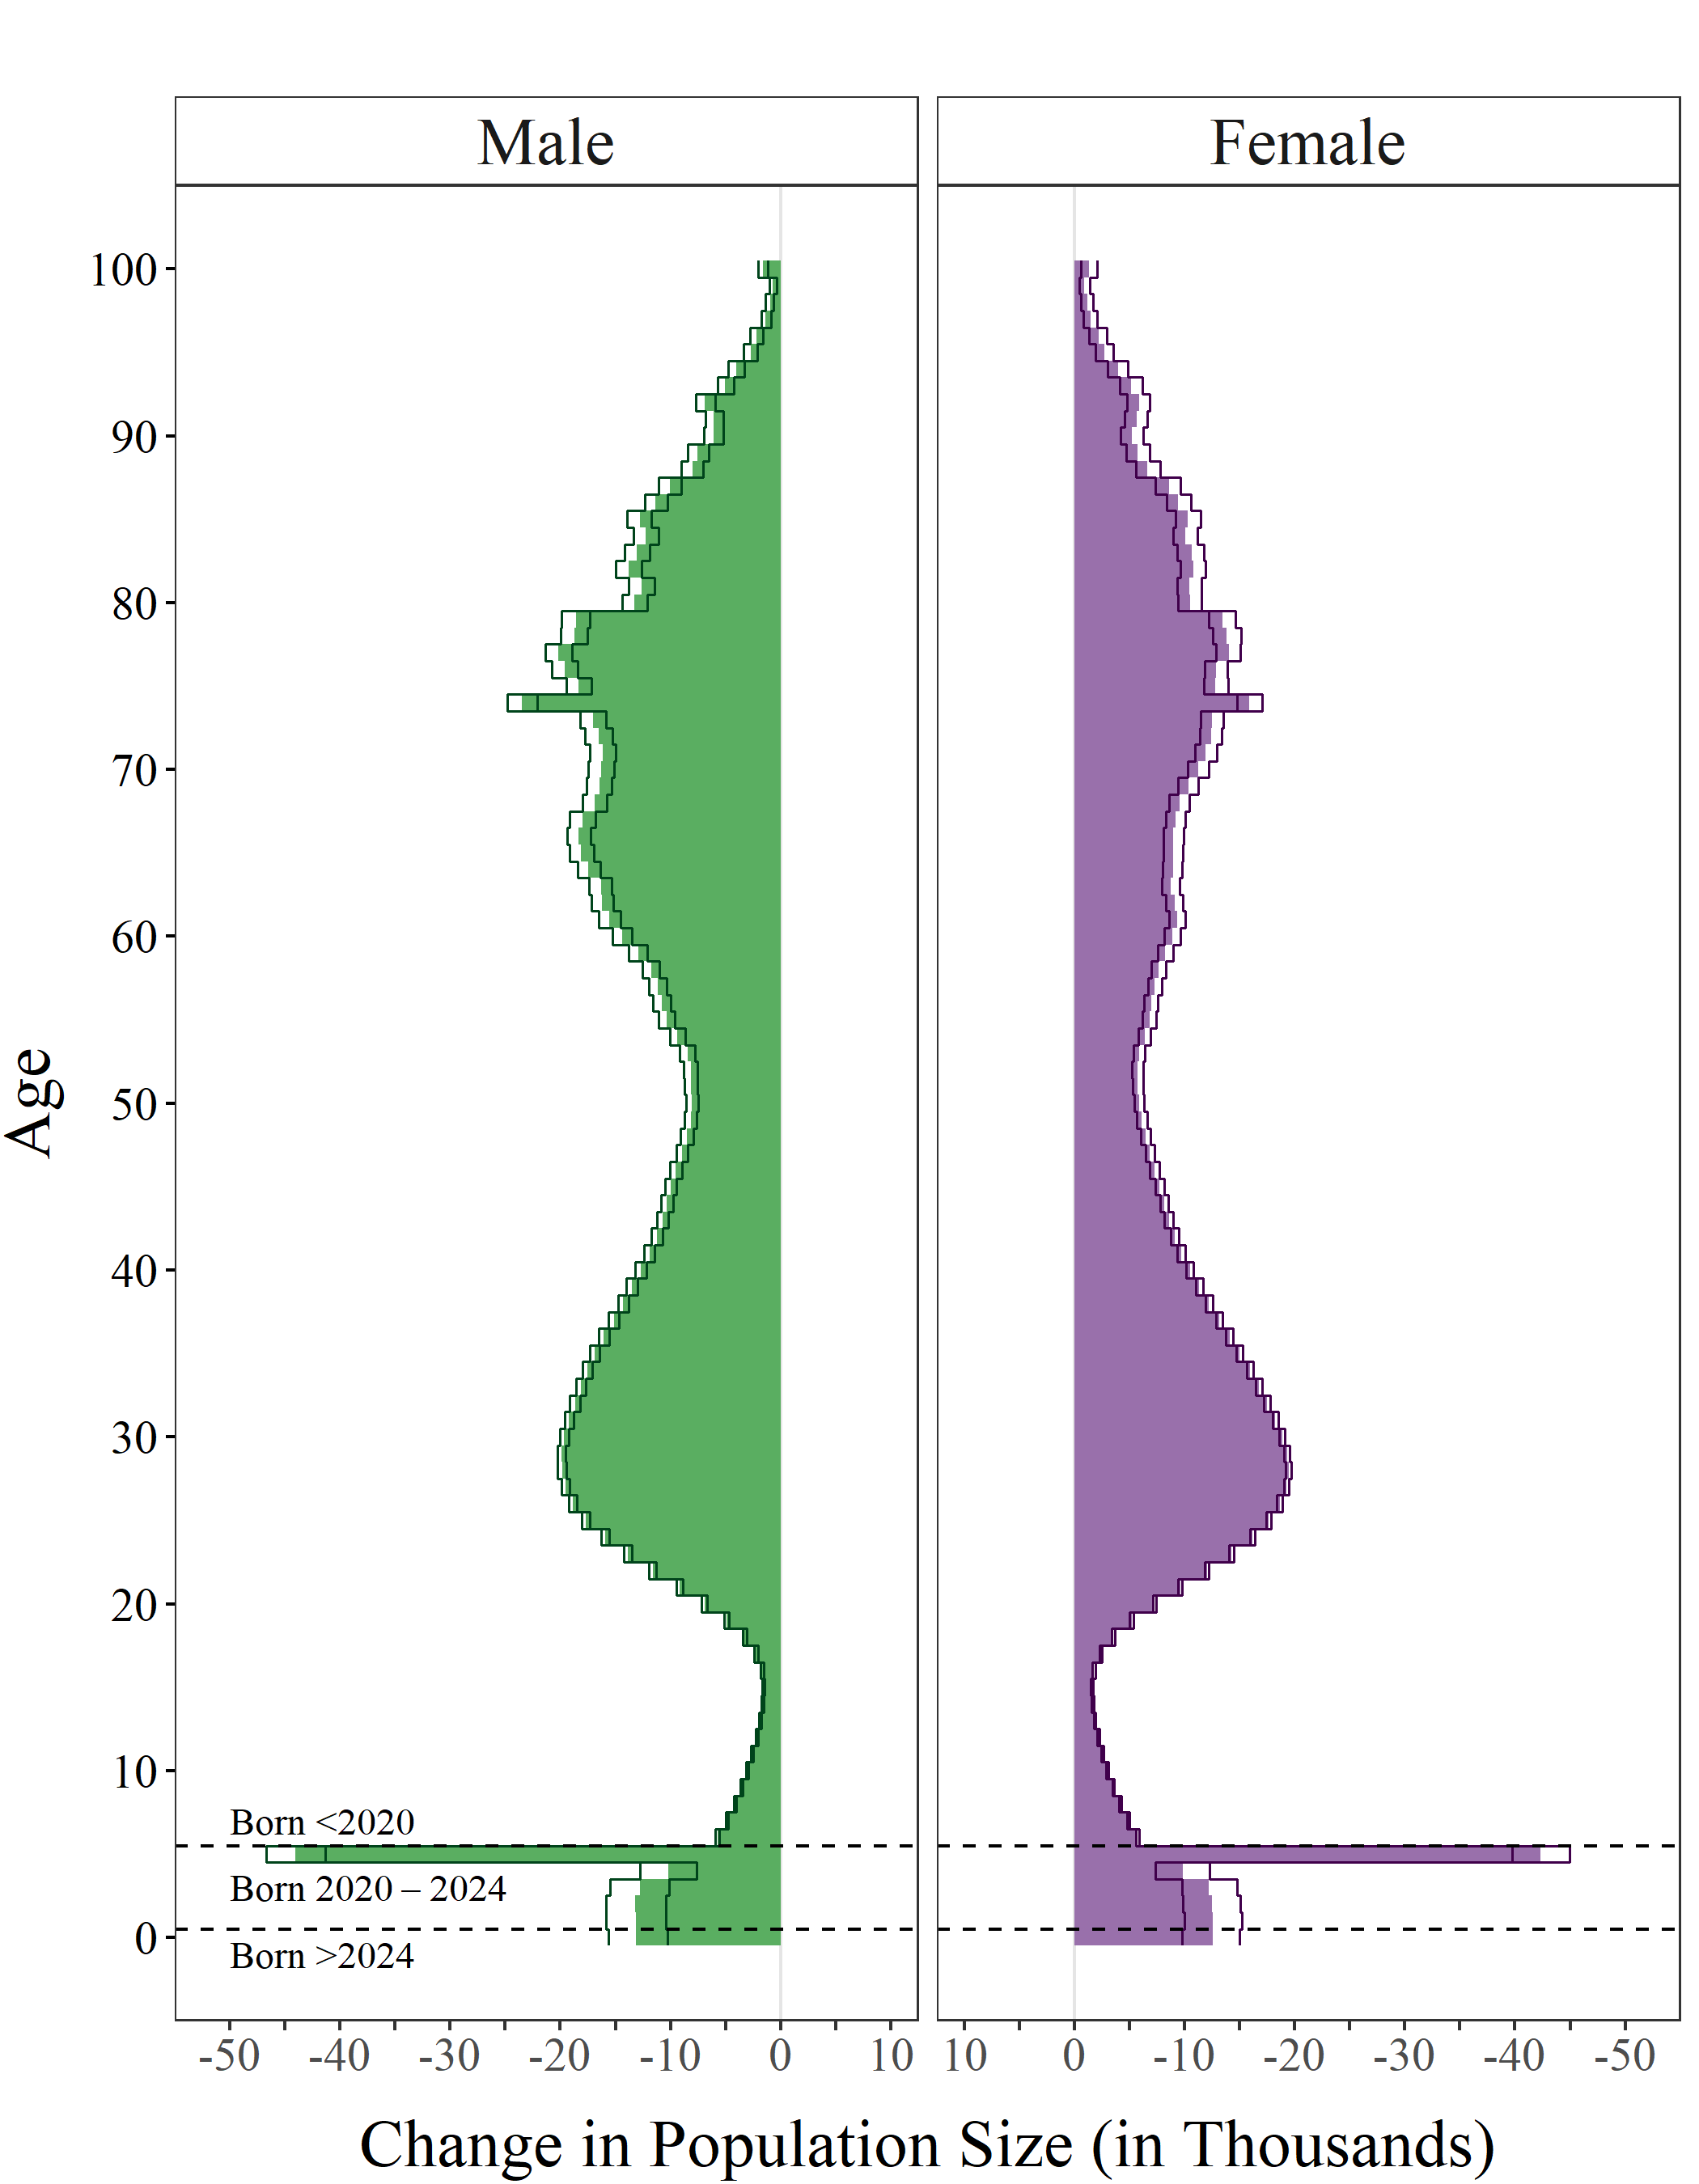 Male Female
Age
100
90
80
70
60
50
40
30
20
10
0
Born <2020
Born 2020 – 2024
Born >2024
-50 -40 -30 -20 -10 0 10 10 0 -10 -20 -30 -40 -50
Change in Population Size (in Thousands)